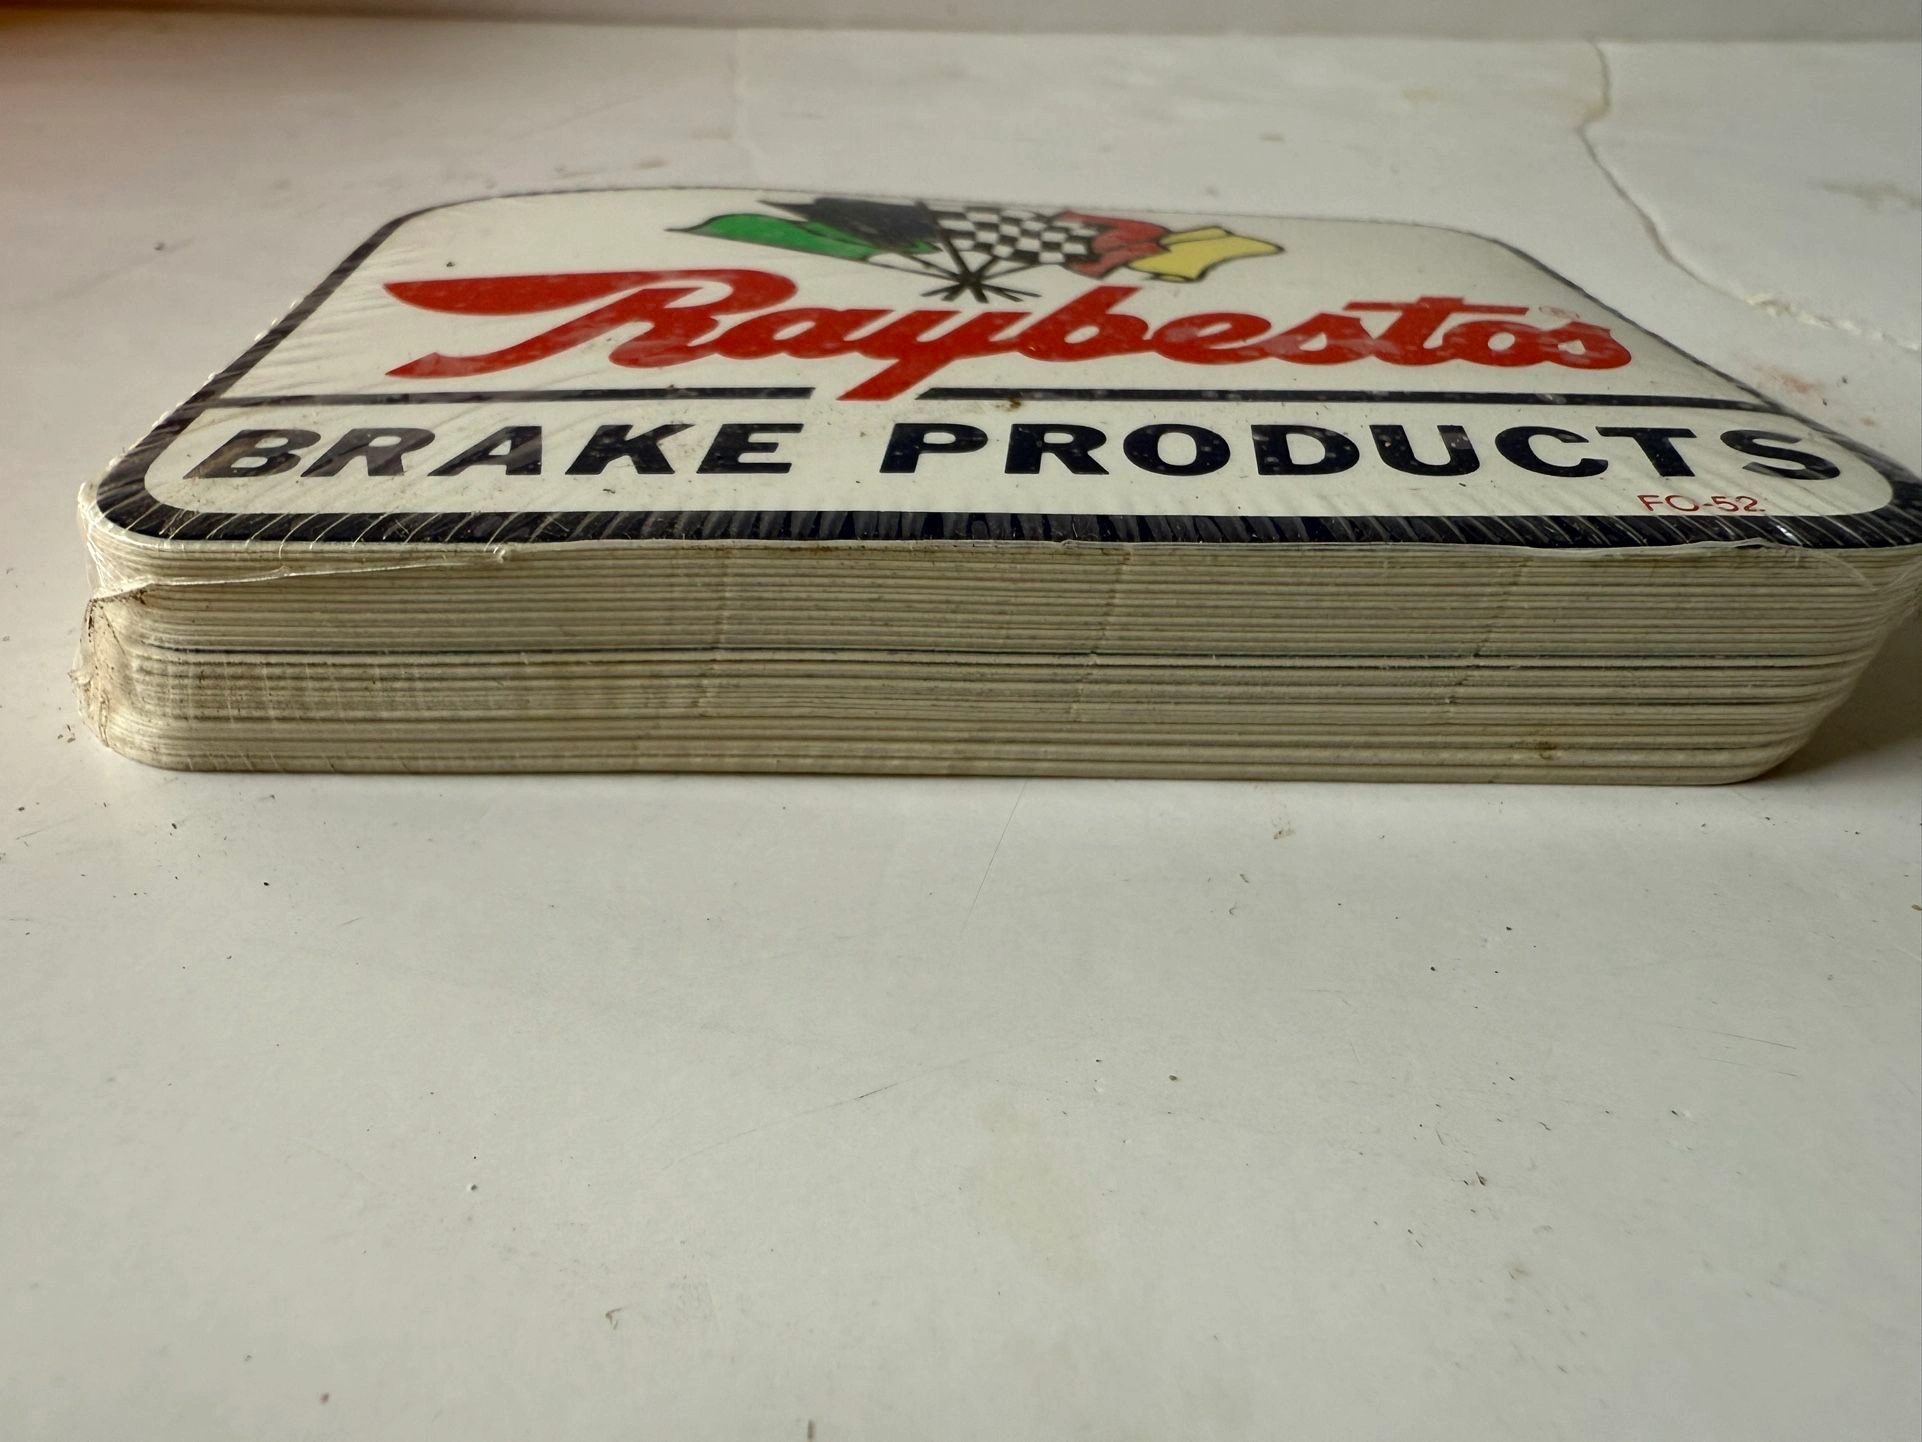 Raybestos®
BRAKE PRODUCTS
FO-52